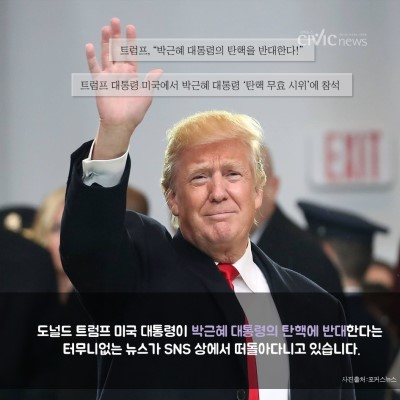 CIVICnews
트럼프, “박근혜 대통령의 탄핵을 반대한다!”
트럼프 대통령 미국에서 박근혜 대통령 ‘탄핵 무효 시위’에 참석
EXIT
도널드 트럼프 미국 대통령이 박근혜 대통령의 탄핵에 반대한다는
터무니없는 뉴스가 SNS 상에서 떠돌아다니고 있습니다.
사진출처 : 포커스뉴스